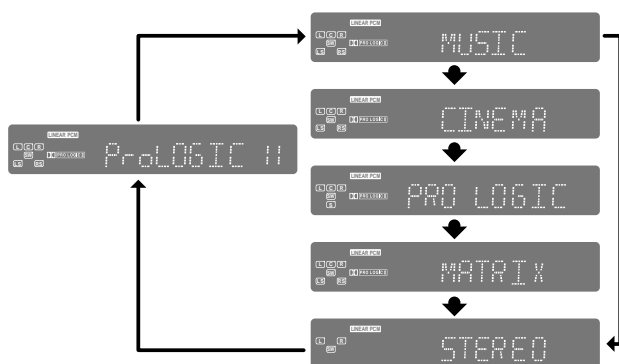 LINEAR PCM
L C R
SW
LS RS
PRO LOGIC II
MUSIC
LINEAR PCM
L C R
SW
LS RS
PRO LOGIC II
CINEMA
LINEAR PCM
L C R
SW
LS RS
PRO LOGIC II
ProLOGIC II
LINEAR PCM
L C R
SW
S
PRO LOGIC II
PRO LOGIC
LINEAR PCM
L C R
SW
LS RS
PRO LOGIC II
MATRIX
LINEAR PCM
L R
SW
STEREO